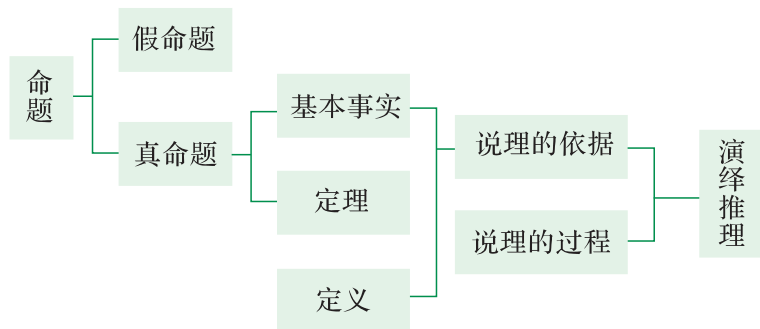 命题
假命题
真命题
基本事实
定理
定义
说理的依据
说理的过程
演绎推理